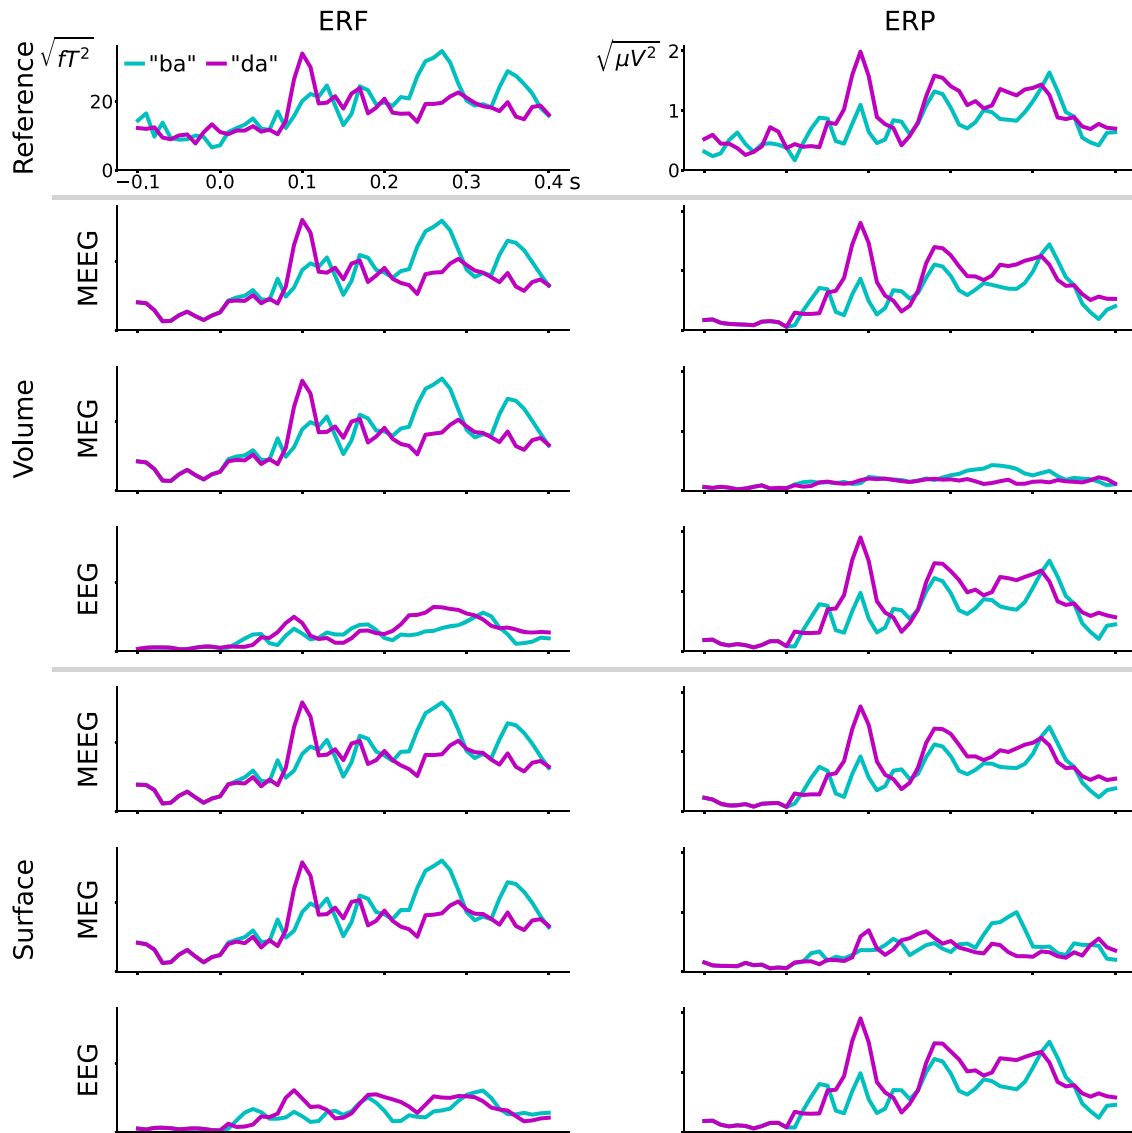 ERF ERP
Reference
√fT² "ba" "da" √μV²
20
0
−0.1 0.0 0.1 0.2 0.3 0.4 s
2
1
0
Volume
MEEG
MEG
EEG
Surface
MEEG
MEG
EEG